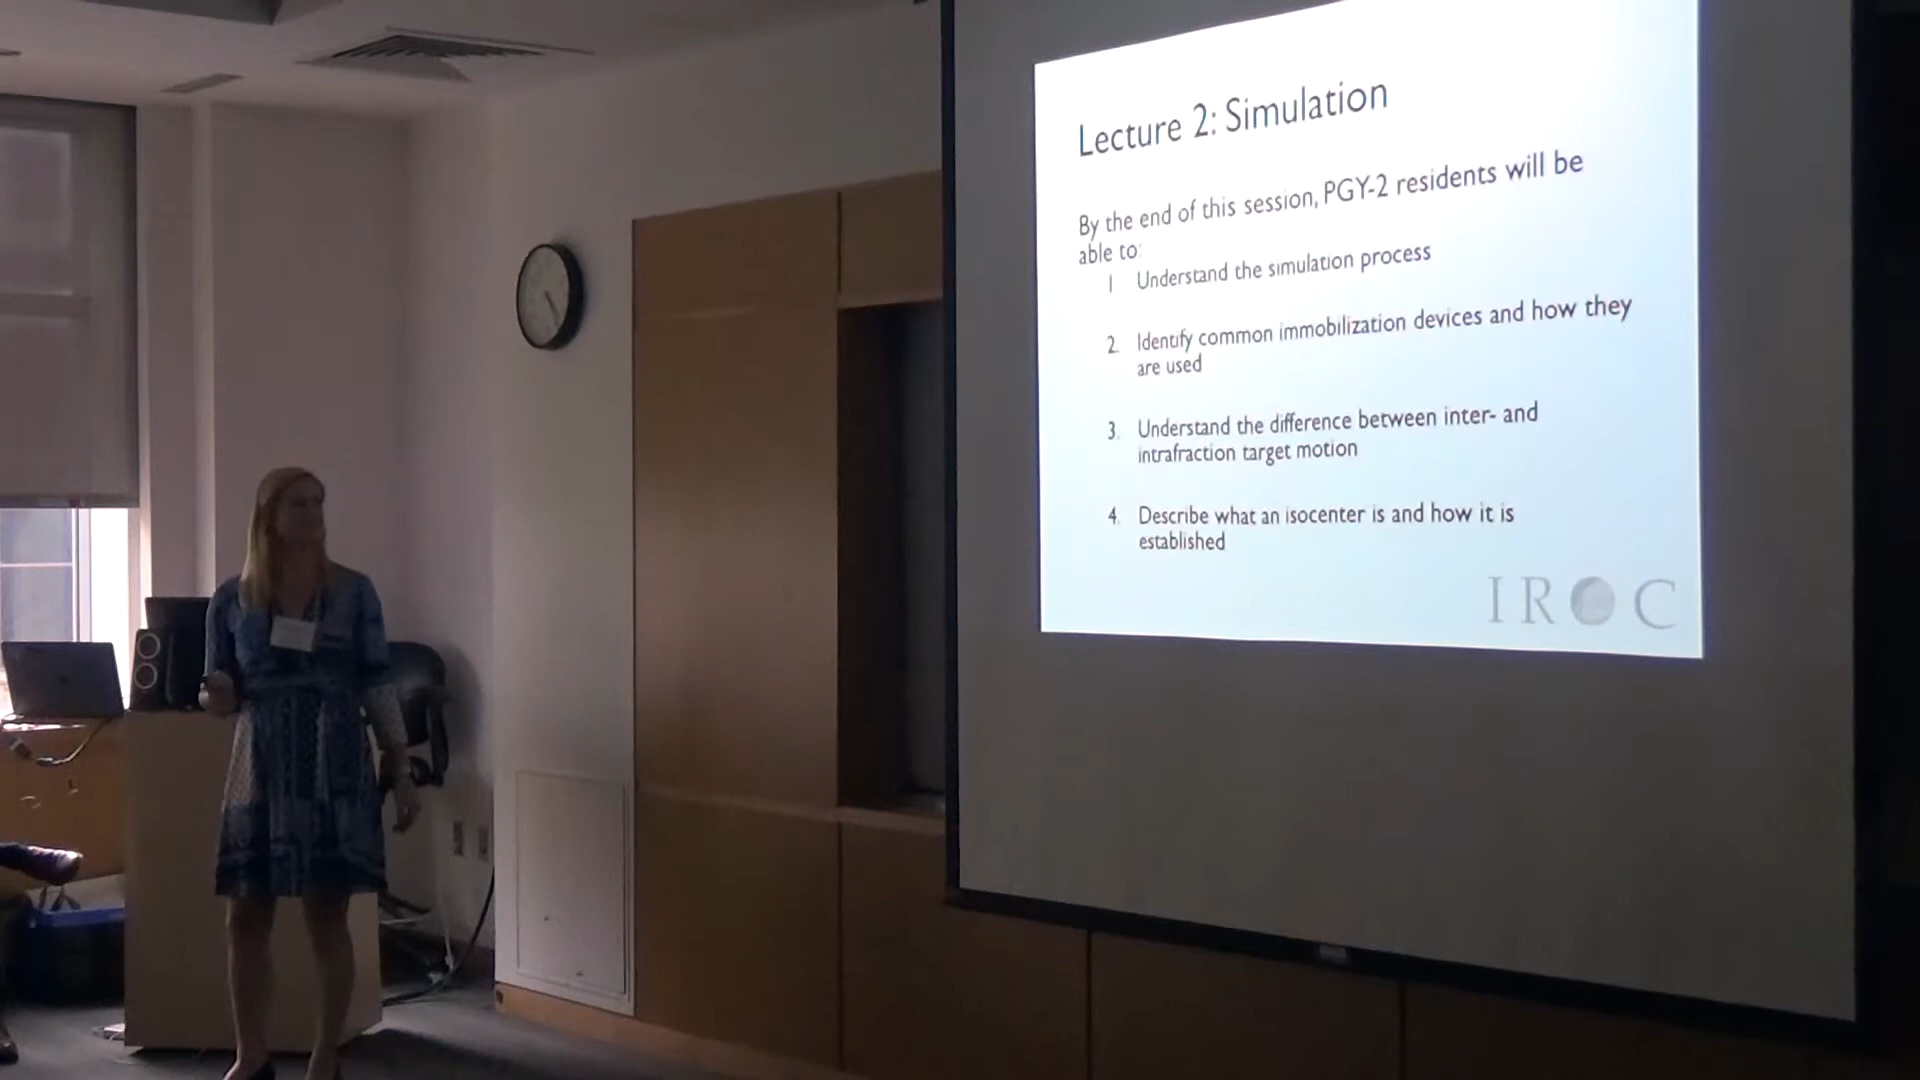 Lecture 2: Simulation
By the end of this session, PGY-2 residents will be
able to:
1 Understand the simulation process
2. Identify common immobilization devices and how they
are used
3. Understand the difference between inter- and
intrafraction target motion
4. Describe what an isocenter is and how it is
established
IROC